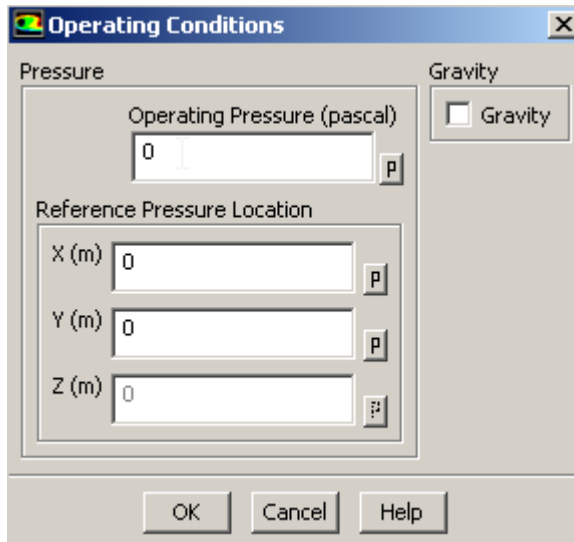 Operating Conditions
Pressure
Operating Pressure (pascal)
0
P
Reference Pressure Location
X (m) 0 P
Y (m) 0 P
Z (m) 0 P
Gravity
Gravity
OK Cancel Help